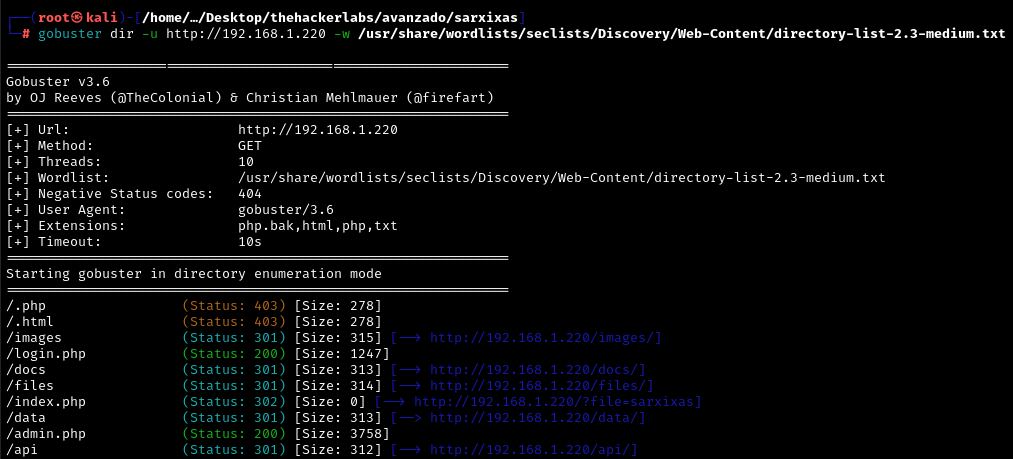 ┌──(root㉿kali)-[/home/…/Desktop/thehackerlabs/avanzado/sarxixas]
└─# gobuster dir -u http://192.168.1.220 -w /usr/share/wordlists/seclists/Discovery/Web-Content/directory-list-2.3-medium.txt
===============================================================
Gobuster v3.6
by OJ Reeves (@TheColonial) & Christian Mehlmauer (@firefart)
===============================================================
[+] Url:                     http://192.168.1.220
[+] Method:                  GET
[+] Threads:                 10
[+] Wordlist:                /usr/share/wordlists/seclists/Discovery/Web-Content/directory-list-2.3-medium.txt
[+] Negative Status codes:   404
[+] User Agent:              gobuster/3.6
[+] Extensions:              php.bak,html,php,txt
[+] Timeout:                 10s
===============================================================
Starting gobuster in directory enumeration mode
===============================================================
/.php                 (Status: 403) [Size: 278]
/.html                (Status: 403) [Size: 278]
/images               (Status: 301) [Size: 315] [--> http://192.168.1.220/images/]
/login.php            (Status: 200) [Size: 1247]
/docs                 (Status: 301) [Size: 313] [--> http://192.168.1.220/docs/]
/files                (Status: 301) [Size: 314] [--> http://192.168.1.220/files/]
/index.php            (Status: 302) [Size: 0] [--> http://192.168.1.220/?file=sarxixas]
/data                 (Status: 301) [Size: 313] [--> http://192.168.1.220/data/]
/admin.php            (Status: 200) [Size: 3758]
/api                  (Status: 301) [Size: 312] [--> http://192.168.1.220/api/]